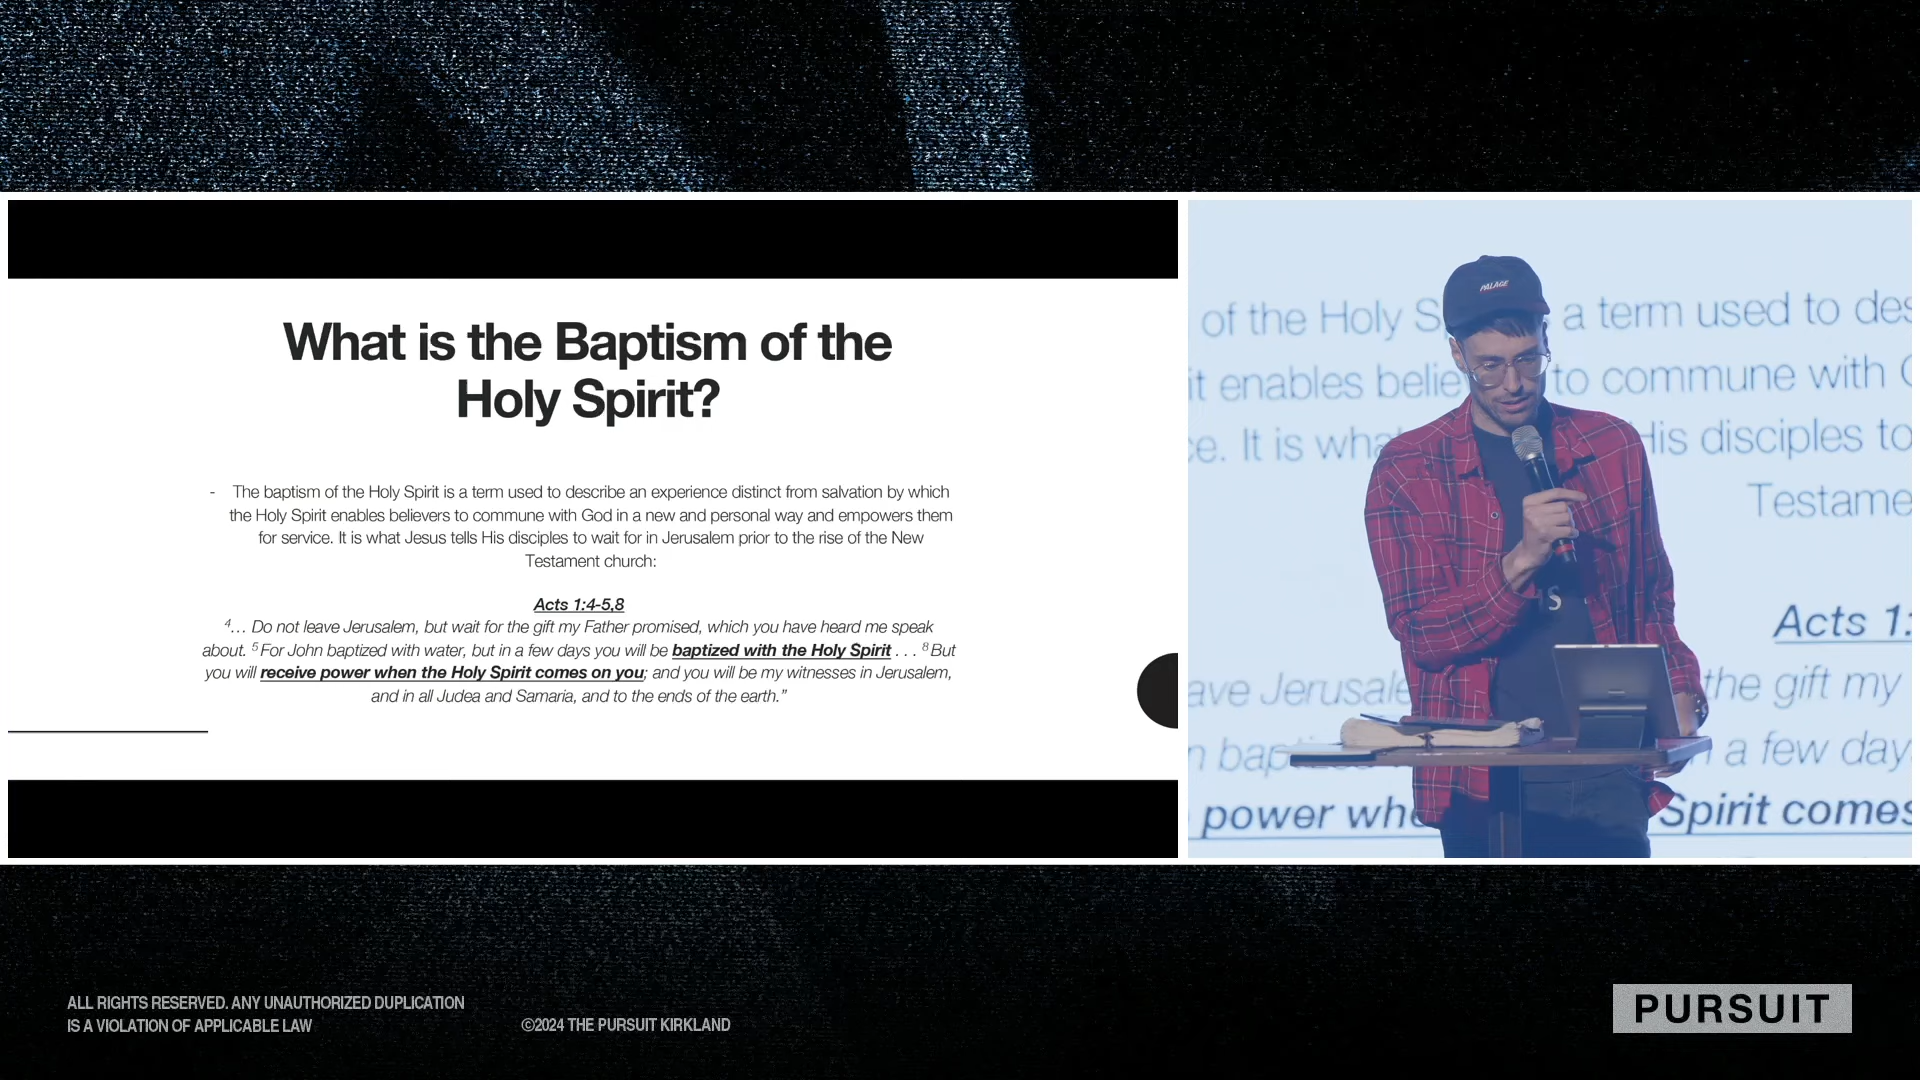 What is the Baptism of the
Holy Spirit?
- The baptism of the Holy Spirit is a term used to describe an experience distinct from salvation by which
the Holy Spirit enables believers to commune with God in a new and personal way and empowers them
for service. It is what Jesus tells His disciples to wait for in Jerusalem prior to the rise of the New
Testament church:
Acts 1:4-5,8
4… Do not leave Jerusalem, but wait for the gift my Father promised, which you have heard me speak
about. 5 For John baptized with water, but in a few days you will be baptized with the Holy Spirit . . . 8 But
you will receive power when the Holy Spirit comes on you; and you will be my witnesses in Jerusalem,
and in all Judea and Samaria, and to the ends of the earth.”
PALACE
of the Holy S a term used to des
it enables belie to commune with
ce. It is wha His disciples to
Testame
Acts 1:
ave Jerusale the gift my
n bap a few day
power whe Spirit comes
ALL RIGHTS RESERVED. ANY UNAUTHORIZED DUPLICATION
IS A VIOLATION OF APPLICABLE LAW
©2024 THE PURSUIT KIRKLAND
PURSUIT